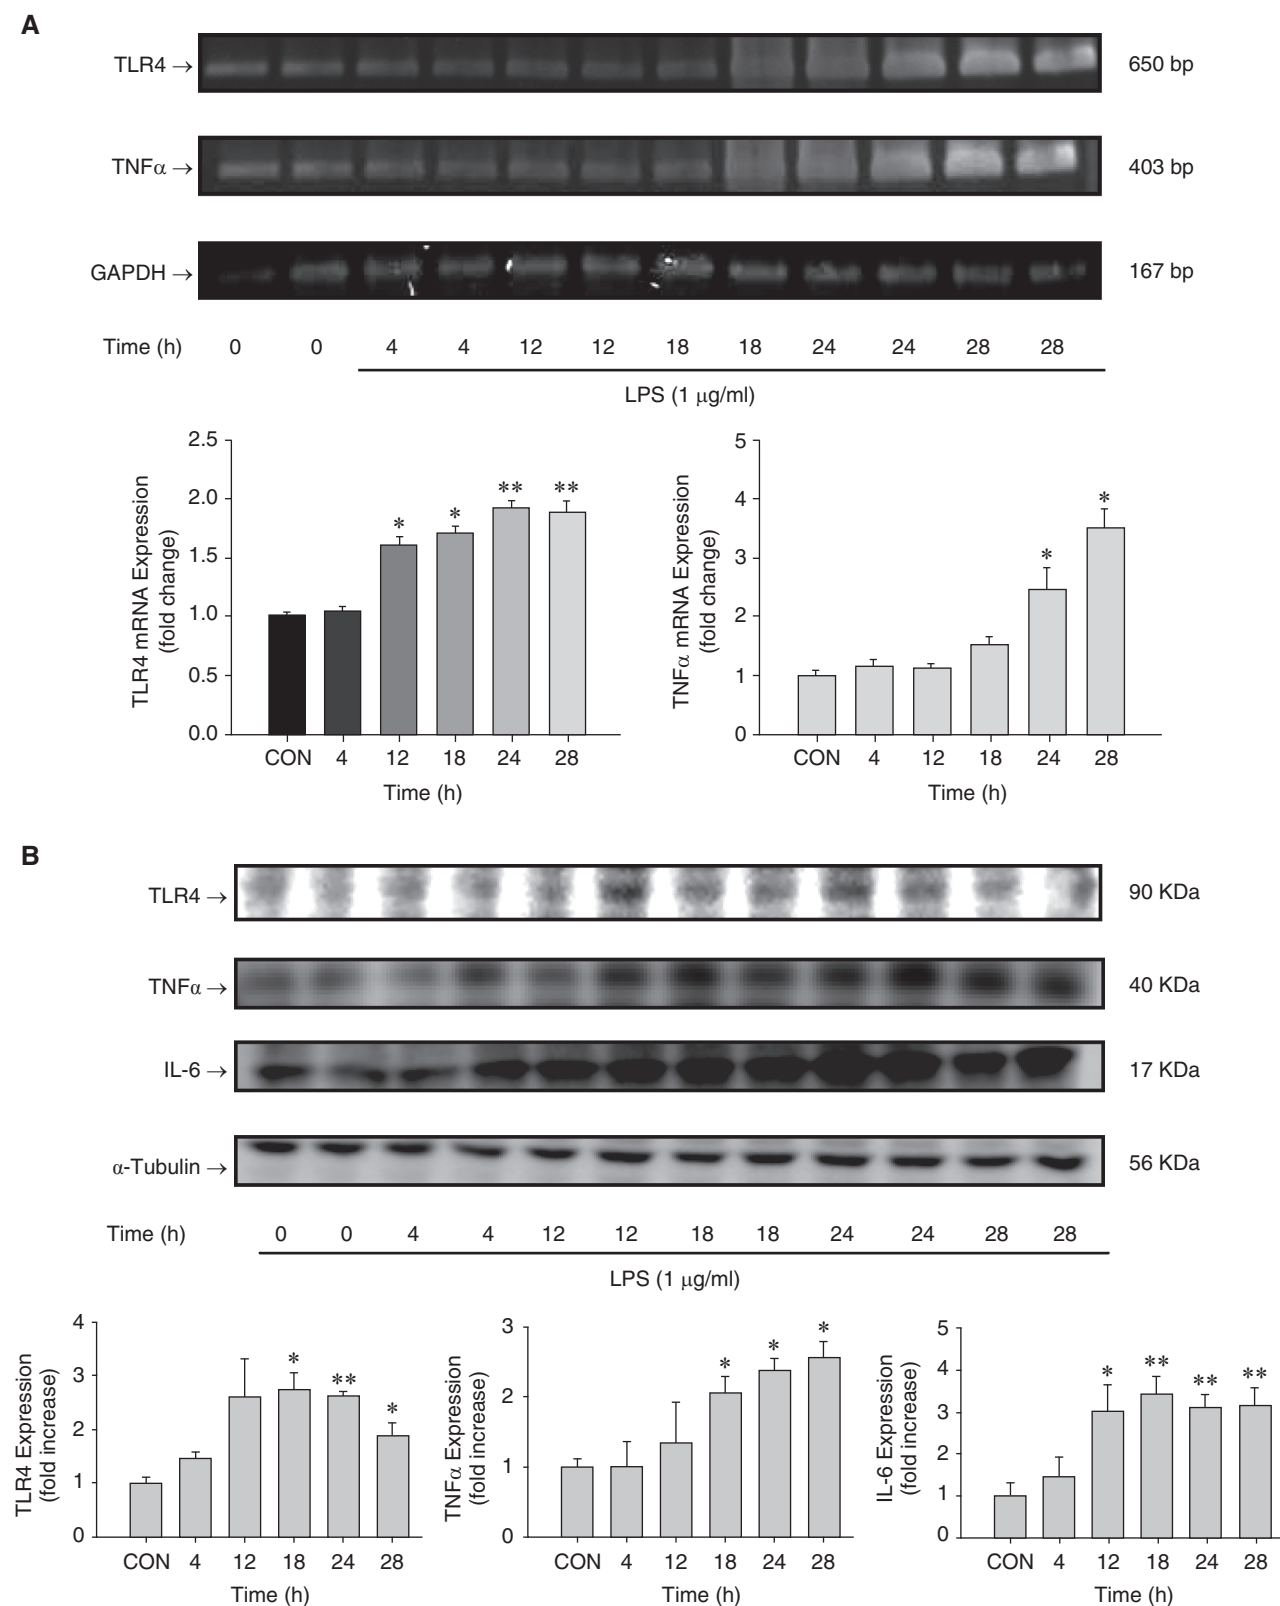 A
TLR4 → 650 bp
TNFα → 403 bp
GAPDH → 167 bp
Time (h) 0 0 4 4 12 12 18 18 24 24 28 28
LPS (1 μg/ml)
TLR4 mRNA Expression
(fold change)
2.5
2.0
1.5
1.0
0.5
0.0
* * ** **
CON 4 12 18 24 28
Time (h)
TNFα mRNA Expression
(fold change)
5
4
3
2
1
0
* *
CON 4 12 18 24 28
Time (h)
B
TLR4 → 90 KDa
TNFα → 40 KDa
IL-6 → 17 KDa
α-Tubulin → 56 KDa
Time (h) 0 0 4 4 12 12 18 18 24 24 28 28
LPS (1 μg/ml)
TLR4 Expression
(fold increase)
4
3
2
1
0
* ** *
CON 4 12 18 24 28
Time (h)
TNFα Expression
(fold increase)
3
2
1
0
* * *
CON 4 12 18 24 28
Time (h)
IL-6 Expression
(fold increase)
5
4
3
2
1
0
* ** ** **
CON 4 12 18 24 28
Time (h)